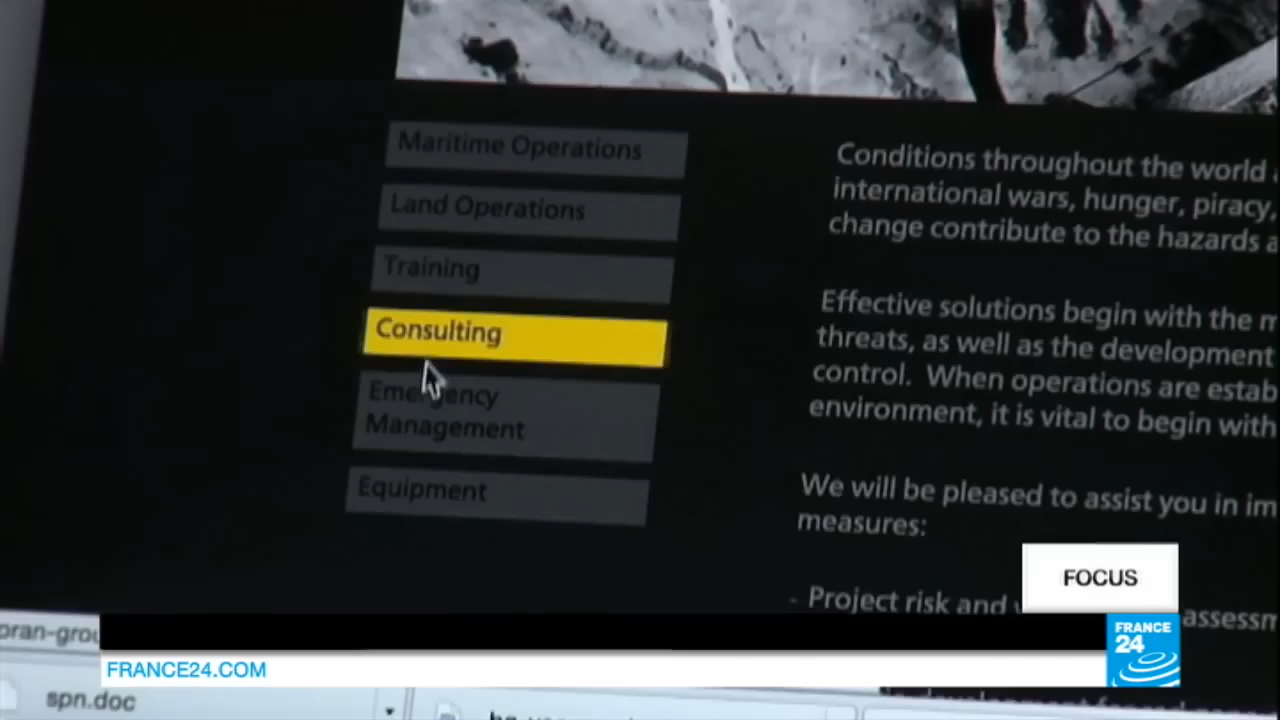 Maritime Operations
Land Operations
Training
Consulting
Emergency
Management
Equipment
Conditions throughout the world
international wars, hunger, piracy,
change contribute to the hazards
Effective solutions begin with the
threats, as well as the development
control. When operations are
environment, it is vital to begin with
We will be pleased to assist you in
measures:
- Project risk and
FOCUS
FRANCE
24
FRANCE24.COM
spn.doc